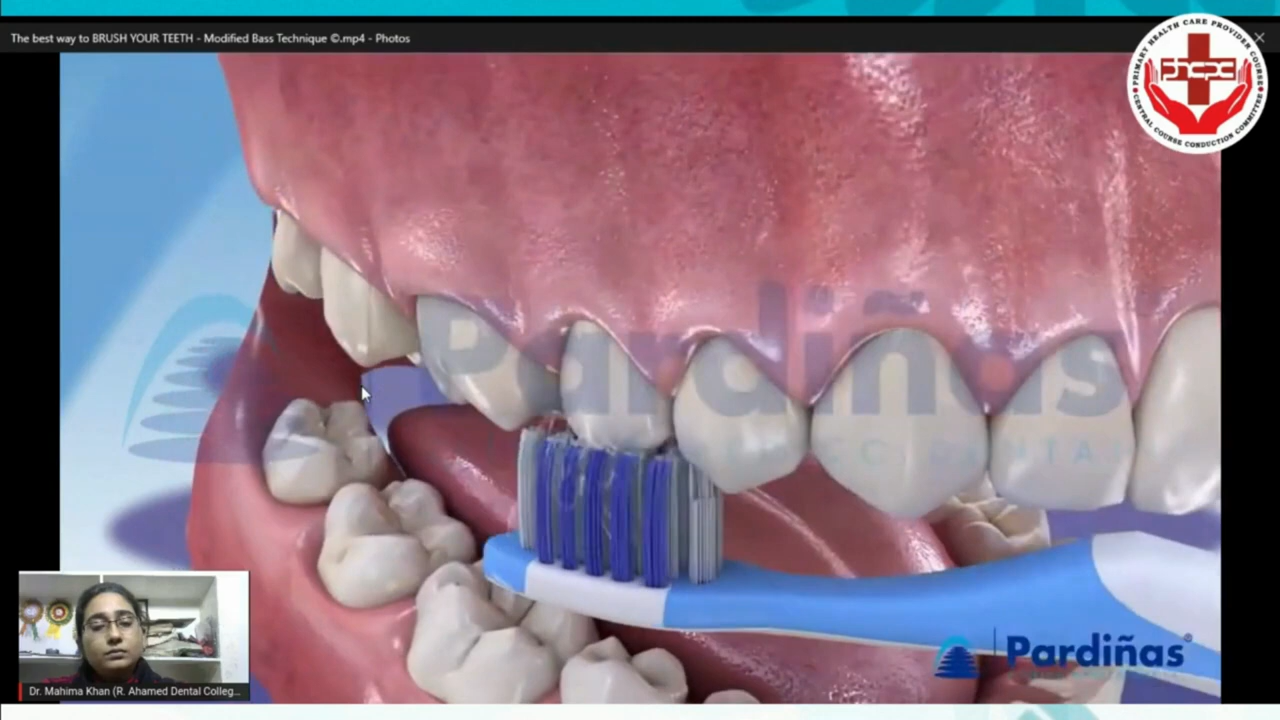 The best way to BRUSH YOUR TEETH - Modified Bass Technique ©.mp4 - Photos
PRIMARY HEALTH CARE PROVIDER COURSE
phcpc
CENTRAL COURSE CONDUCTION COMMITTEE
Pardiñas
Pardiñas®
Dr. Mahima Khan (R. Ahamed Dental Colleg...